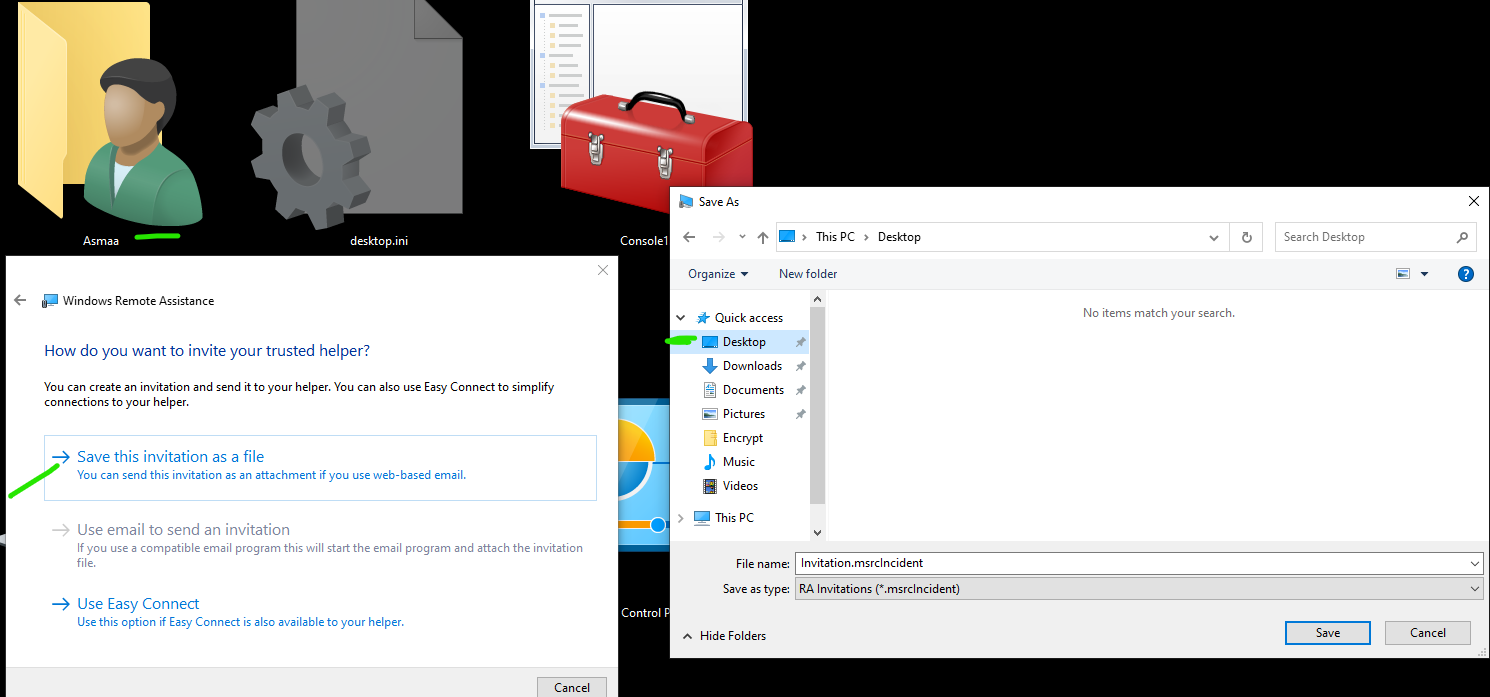 Asmaa
desktop.ini
Console1
Windows Remote Assistance
How do you want to invite your trusted helper?
You can create an invitation and send it to your helper. You can also use Easy Connect to simplify
connections to your helper.
Save this invitation as a file
You can send this invitation as an attachment if you use web-based email.
Use email to send an invitation
If you use a compatible email program this will start the email program and attach the invitation
file.
Use Easy Connect
Use this option if Easy Connect is also available to your helper.
Cancel
Control P
Save As
This PC
Desktop
Search Desktop
Organize
New folder
No items match your search.
Quick access
Desktop
Downloads
Documents
Pictures
Encrypt
Music
Videos
This PC
File name: Invitation.msrcIncident
Save as type: RA Invitations (*.msrcIncident)
Hide Folders
Save
Cancel